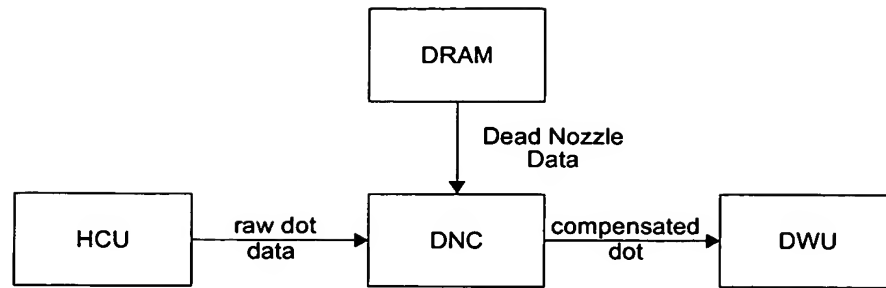 DRAM
Dead Nozzle
Data
HCU
raw dot
data
DNC
compensated
dot
DWU